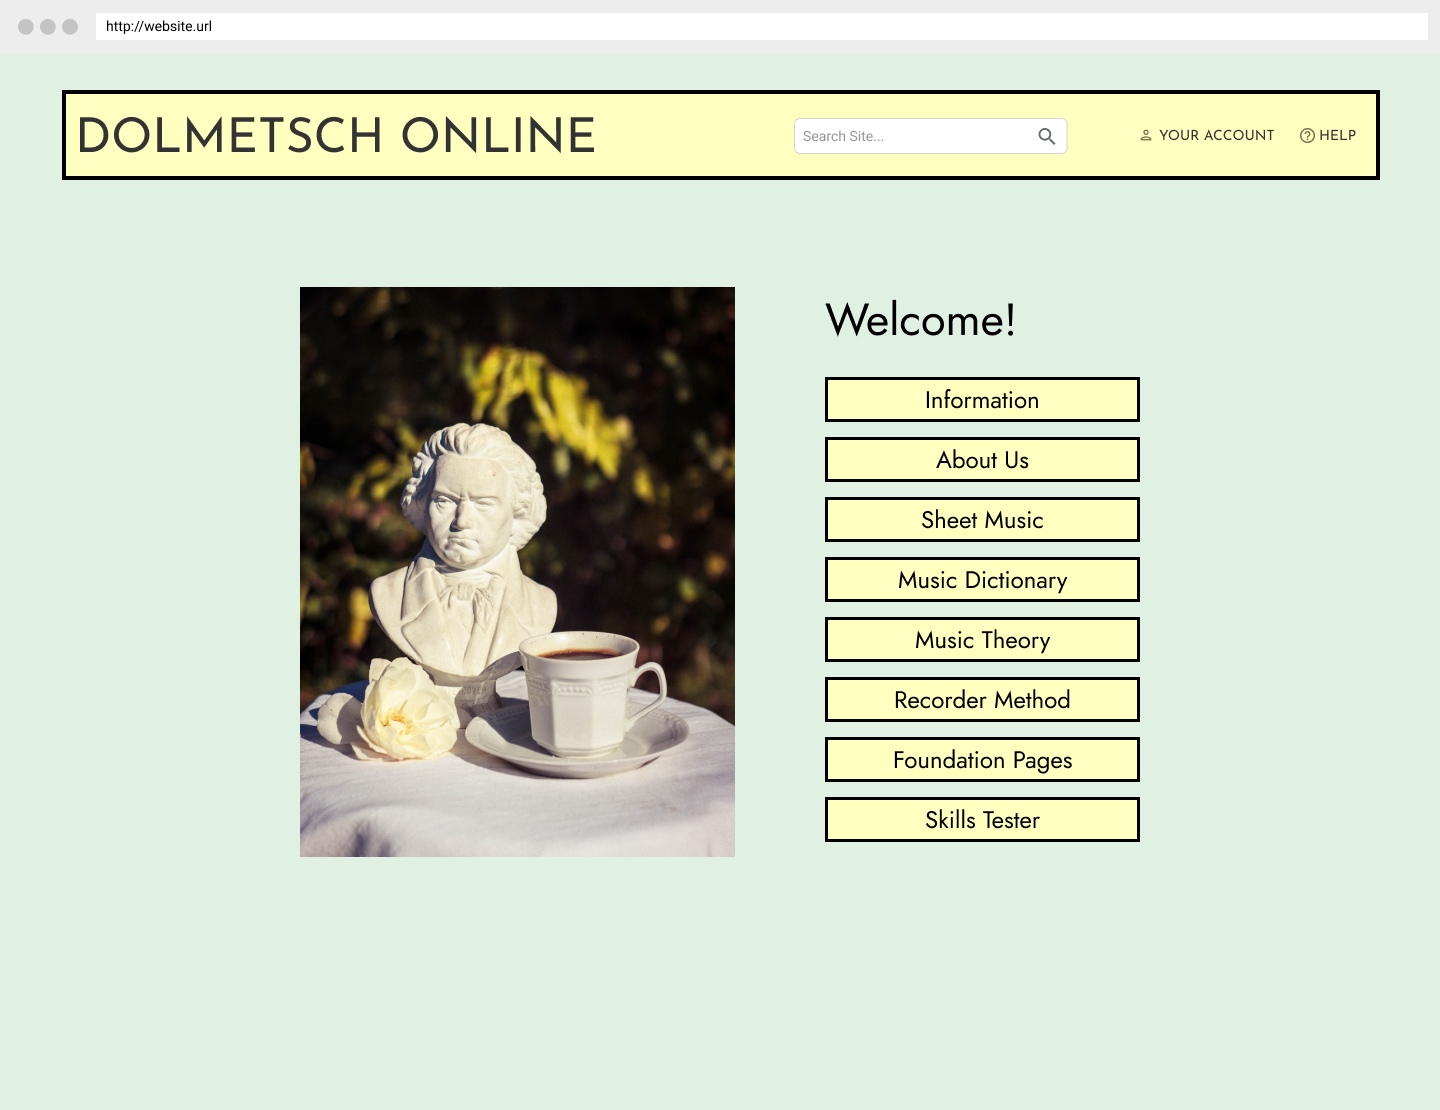 http://website.url
DOLMETSCH ONLINE
Search Site...
YOUR ACCOUNT
HELP
Welcome!
Information
About Us
Sheet Music
Music Dictionary
Music Theory
Recorder Method
Foundation Pages
Skills Tester